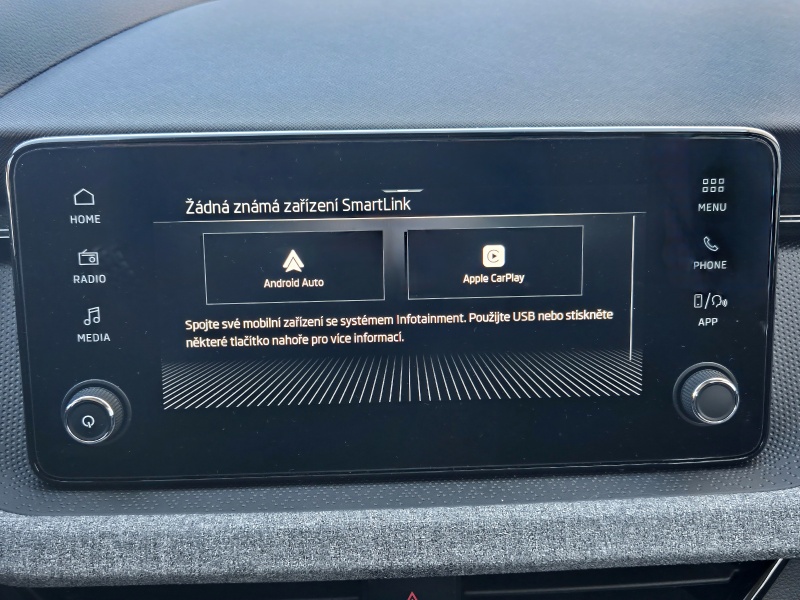 Žádná známá zařízení SmartLink
HOME
RADIO
MEDIA
Android Auto
Apple CarPlay
Spojte své mobilní zařízení se systémem Infotainment. Použijte USB nebo stiskněte
některé tlačítko nahoře pro více informací.
MENU
PHONE
APP